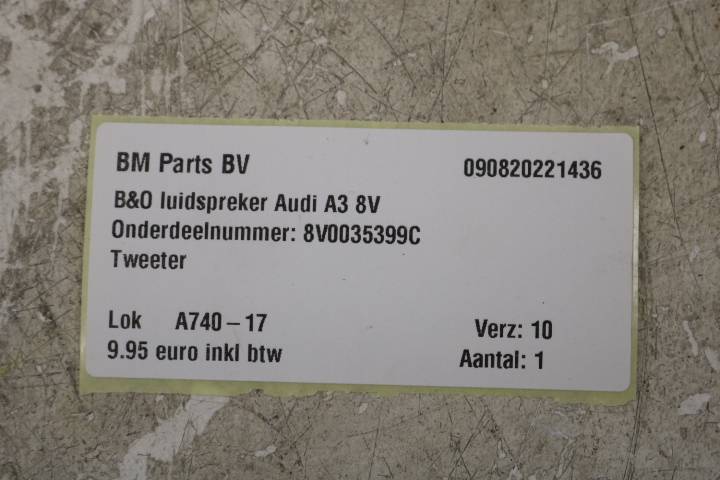 BM Parts BV 090820221436
B&O luidspreker Audi A3 8V
Onderdeelnummer: 8V0035399C
Tweeter
Lok A740-17 Verz: 10
9.95 euro inkl btw Aantal: 1